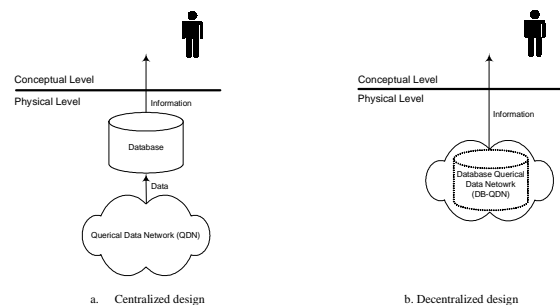 Conceptual Level
Physical Level
Information
Database
Data
Querical Data Network (QDN)
a. Centralized design
Conceptual Level
Physical Level
Information
Database Querical
Data Netowrk
(DB-QDN)
b. Decentralized design